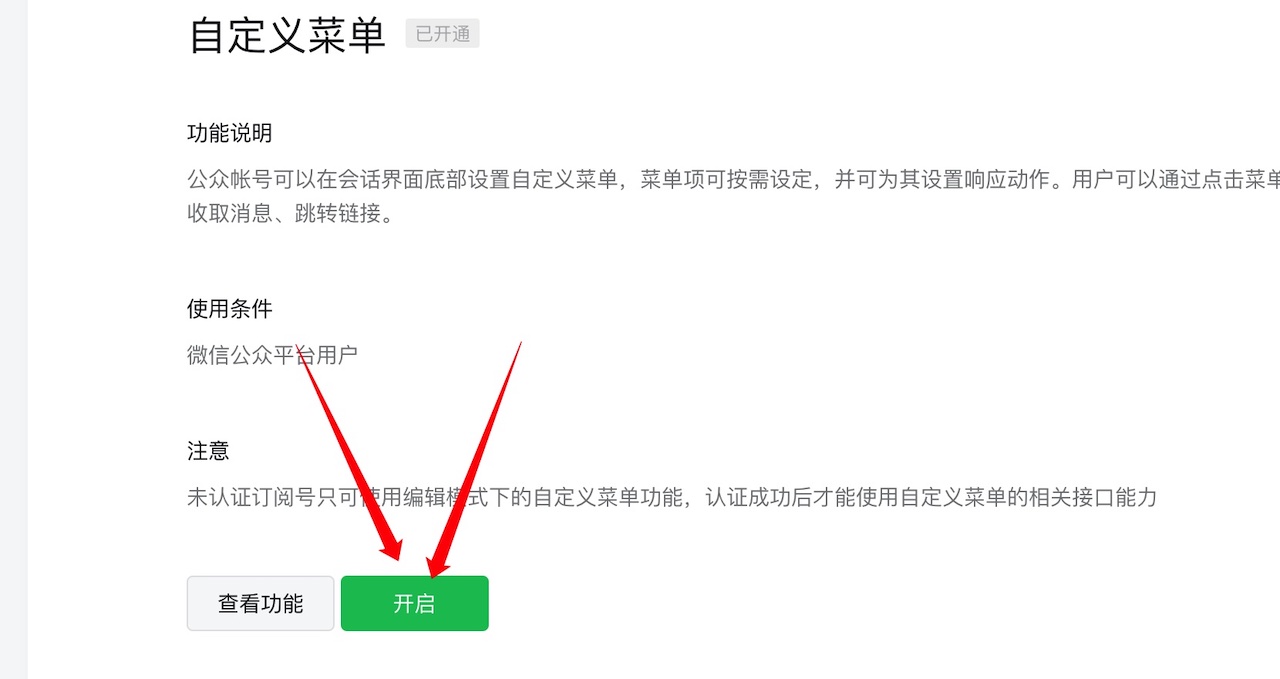 自定义菜单 已开通
功能说明
公众帐号可以在会话界面底部设置自定义菜单，菜单项可按需设定，并可为其设置响应动作。用户可以通过点击菜单
收取消息、跳转链接。
使用条件
微信公众平台用户
注意
未认证订阅号只可使用编辑模式下的自定义菜单功能，认证成功后才能使用自定义菜单的相关接口能力
查看功能 开启